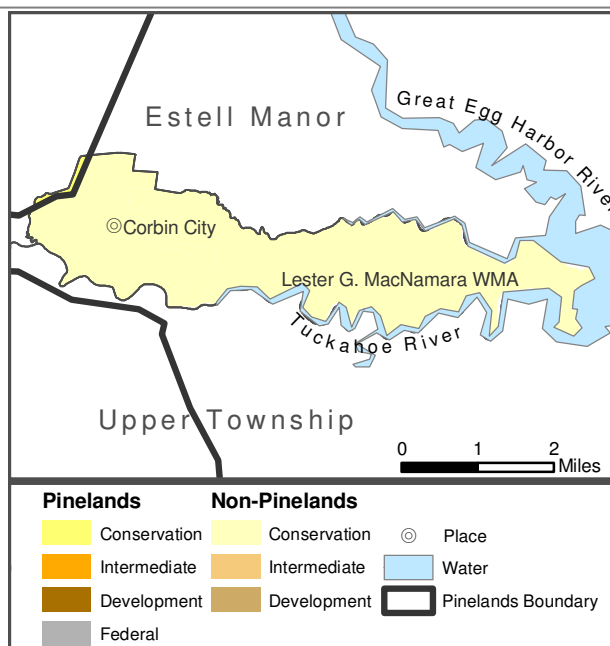 Estell Manor
Great Egg Harbor River
Corbin City
Lester G. MacNamara WMA
Tuckahoe River
Upper Township
0 1 2
Miles
Pinelands Non-Pinelands
Conservation Conservation Place
Intermediate Intermediate Water
Development Development Pinelands Boundary
Federal